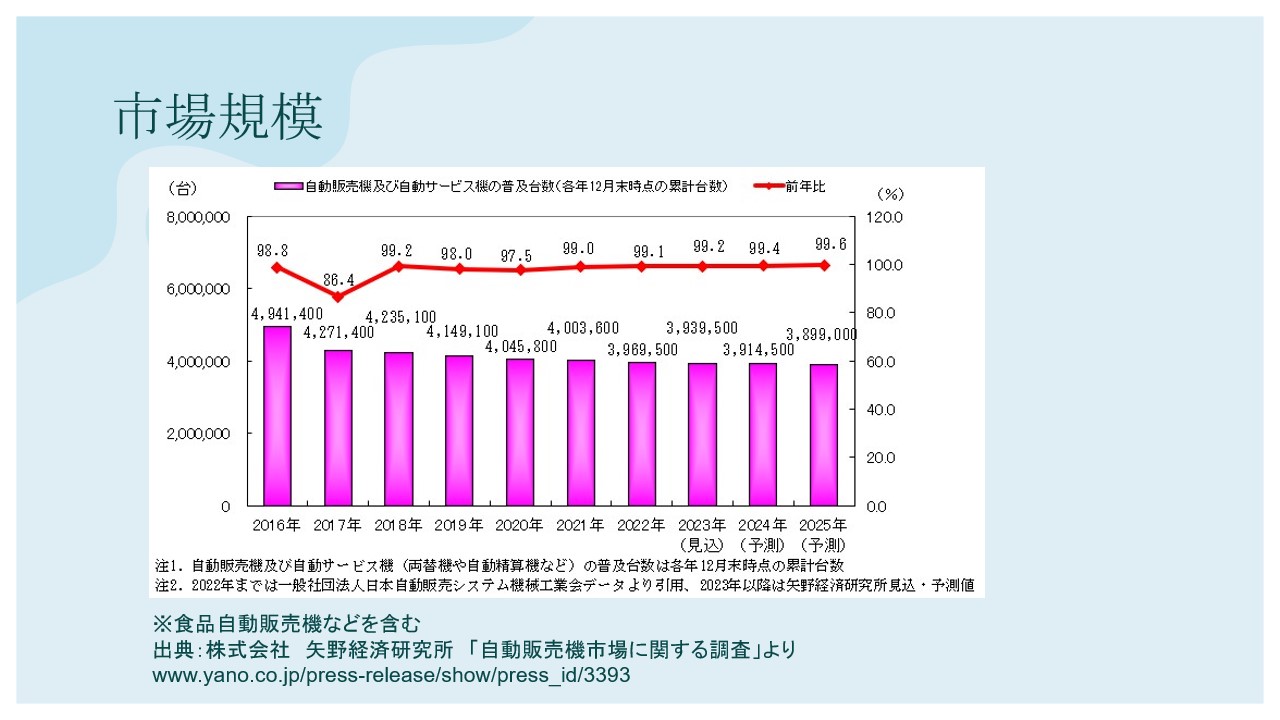 市場規模
（台）
自動販売機及び自動サービス機の普及台数（各年12月末時点の累計台数）
前年比
（%）
8,000,000
6,000,000
4,000,000
2,000,000
0
120.0
100.0
80.0
60.0
40.0
20.0
0.0
98.8
86.4
99.2
98.0
97.5
99.0
99.1
99.2
99.4
99.6
4,941,400
4,271,400
4,235,100
4,149,100
4,045,800
4,003,600
3,969,500
3,939,500
3,914,500
3,899,000
2016年
2017年
2018年
2019年
2020年
2021年
2022年
2023年
（見込）
2024年
（予測）
2025年
（予測）
注1．自動販売機及び自動サービス機（両替機や自動精算機など）の普及台数は各年12月末時点の累計台数
注2．2022年までは一般社団法人日本自動販売システム機械工業会データより引用、2023年以降は矢野経済研究所見込・予測値
※食品自動販売機などを含む
出典：株式会社　矢野経済研究所　「自動販売機市場に関する調査」より
www.yano.co.jp/press-release/show/press_id/3393